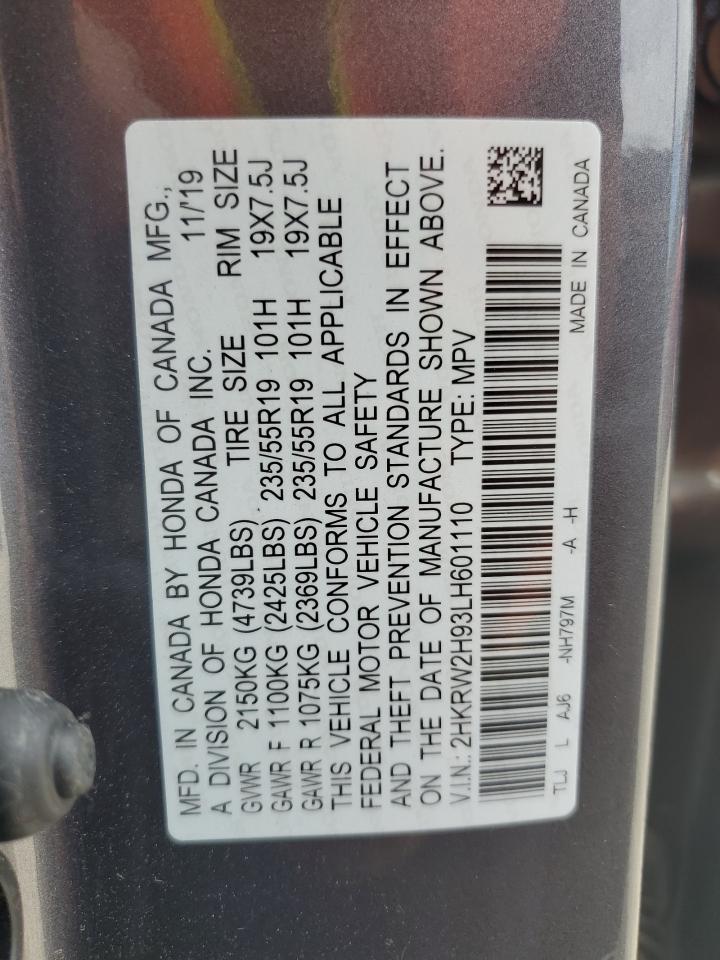 MFD. IN CANADA BY HONDA OF CANADA MFG.,
A DIVISION OF HONDA CANADA INC. 11/'19
GVWR 2150KG (4739LBS) TIRE SIZE RIM SIZE
GAWR F 1100KG (2425LBS) 235/55R19 101H 19X7.5J
GAWR R 1075KG (2369LBS) 235/55R19 101H 19X7.5J
THIS VEHICLE CONFORMS TO ALL APPLICABLE
FEDERAL MOTOR VEHICLE SAFETY
AND THEFT PREVENTION STANDARDS IN EFFECT
ON THE DATE OF MANUFACTURE SHOWN ABOVE.
V.I.N.: 2HKRW2H93LH601110 TYPE: MPV
TLJ L AJ6 -NH797M -A -H MADE IN CANADA